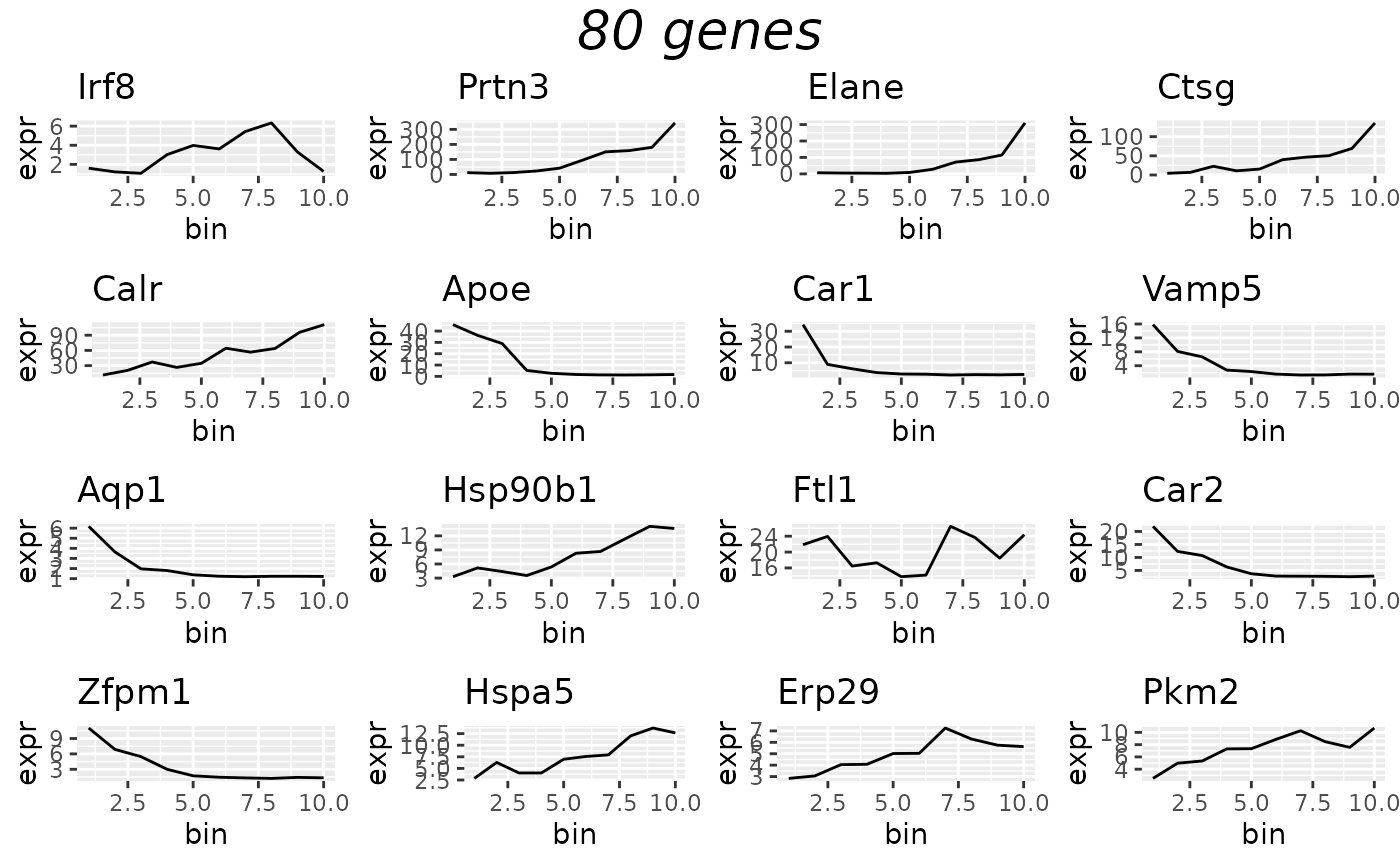 80 genes
Irf8 Prtn3 Elane Ctsg
expr 6 4 2 expr 300 200 100 0 expr 300 200 100 0 expr 100 50 0
2.5 5.0 7.5 10.0 2.5 5.0 7.5 10.0 2.5 5.0 7.5 10.0 2.5 5.0 7.5 10.0
bin bin bin bin
Calr Apoe Car1 Vamp5
expr 90 60 30 expr 40 30 20 10 0 expr 30 20 10 expr 16 12 8 4
2.5 5.0 7.5 10.0 2.5 5.0 7.5 10.0 2.5 5.0 7.5 10.0 2.5 5.0 7.5 10.0
bin bin bin bin
Aqp1 Hsp90b1 Ftl1 Car2
expr 6 5 4 3 2 1 expr 12 9 6 3 expr 24 20 16 expr 20 15 10 5
2.5 5.0 7.5 10.0 2.5 5.0 7.5 10.0 2.5 5.0 7.5 10.0 2.5 5.0 7.5 10.0
bin bin bin bin
Zfpm1 Hspa5 Erp29 Pkm2
expr 9 6 3 expr 12.5 10.0 7.5 5.0 2.5 expr 7 6 5 4 3 expr 10 8 6 4
2.5 5.0 7.5 10.0 2.5 5.0 7.5 10.0 2.5 5.0 7.5 10.0 2.5 5.0 7.5 10.0
bin bin bin bin